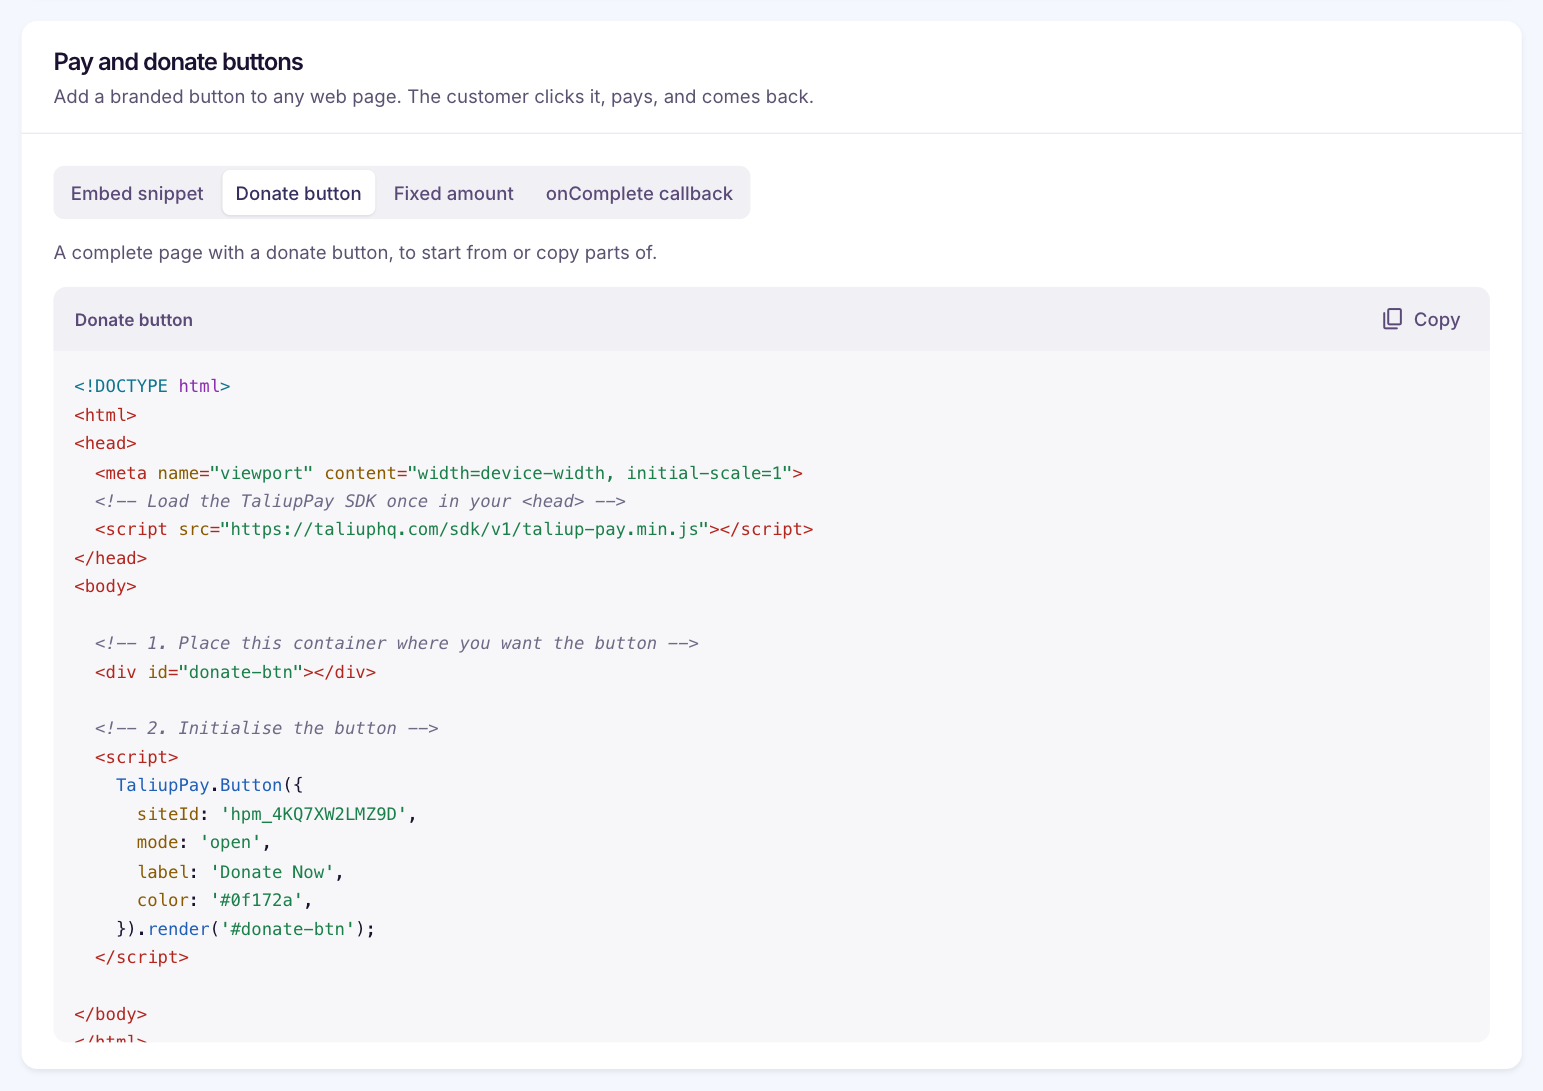 Pay and donate buttons
Add a branded button to any web page. The customer clicks it, pays, and comes back.
Embed snippet Donate button Fixed amount onComplete callback
A complete page with a donate button, to start from or copy parts of.
Donate button Copy
<!DOCTYPE html>
<html>
<head>
  <meta name="viewport" content="width=device-width, initial-scale=1">
  <!-- Load the TaliupPay SDK once in your <head> -->
  <script src="https://taliuphq.com/sdk/v1/taliup-pay.min.js"></script>
</head>
<body>

  <!-- 1. Place this container where you want the button -->
  <div id="donate-btn"></div>

  <!-- 2. Initialise the button -->
  <script>
    TaliupPay.Button({
      siteId: 'hpm_4KQ7XW2LMZ9D',
      mode: 'open',
      label: 'Donate Now',
      color: '#0f172a',
    }).render('#donate-btn');
  </script>

</body>
</html>